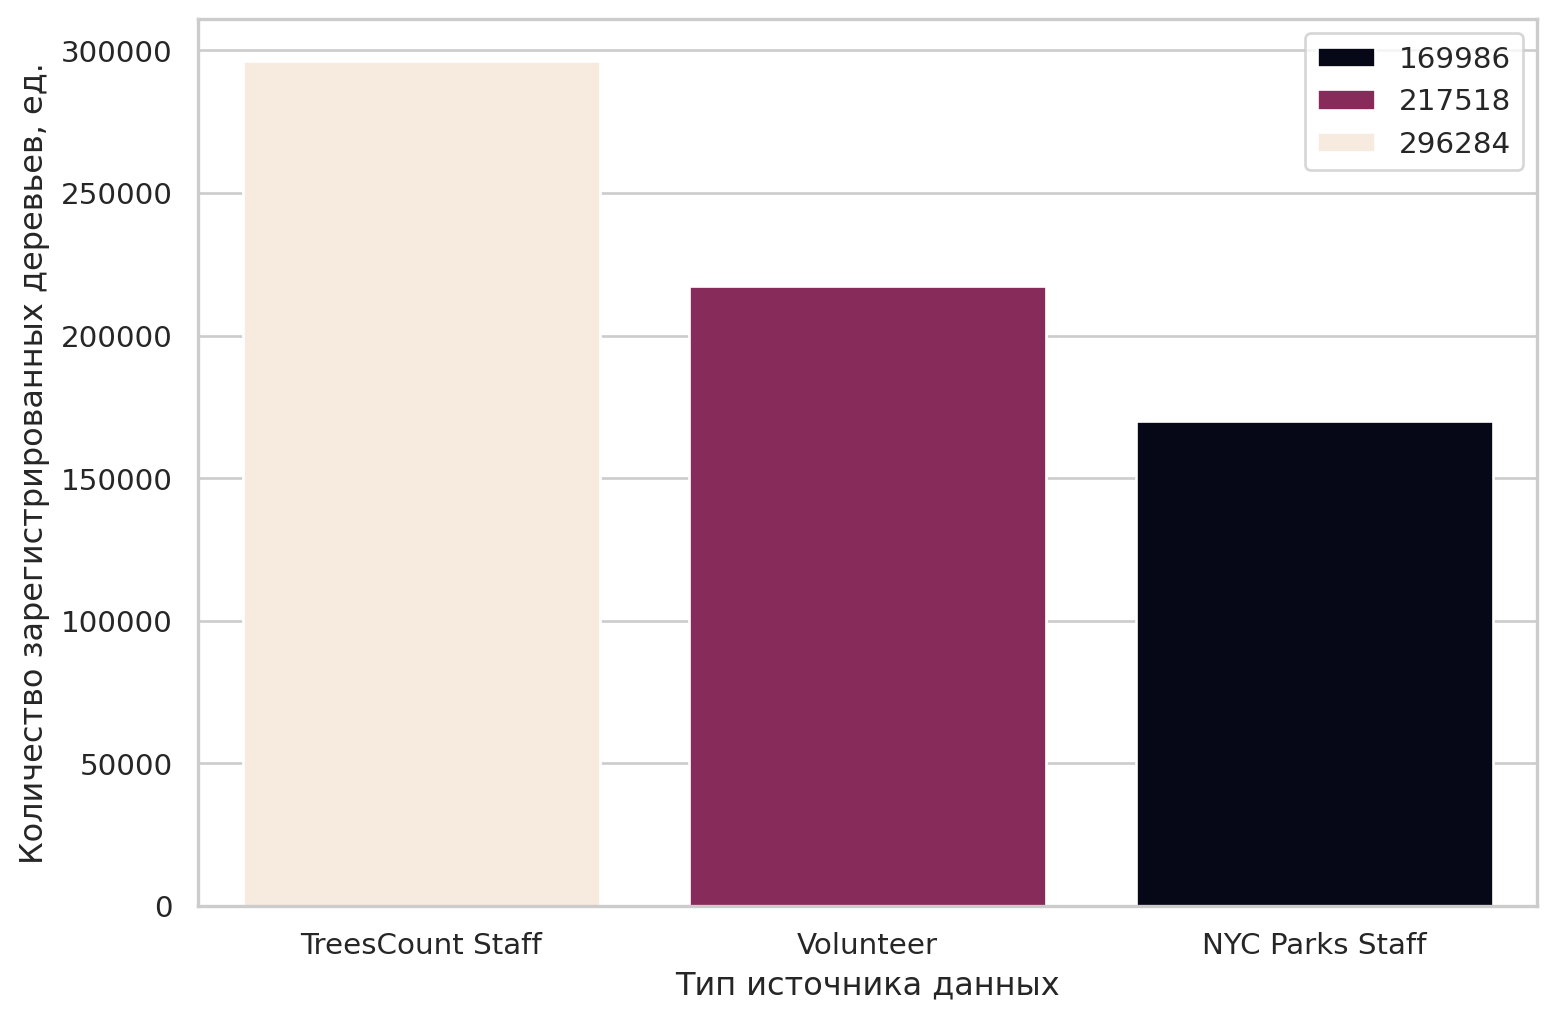 Количество зарегистрированных деревьев, ед.
300000
250000
200000
150000
100000
50000
0
169986
217518
296284
TreesCount Staff
Volunteer
NYC Parks Staff
Тип источника данных